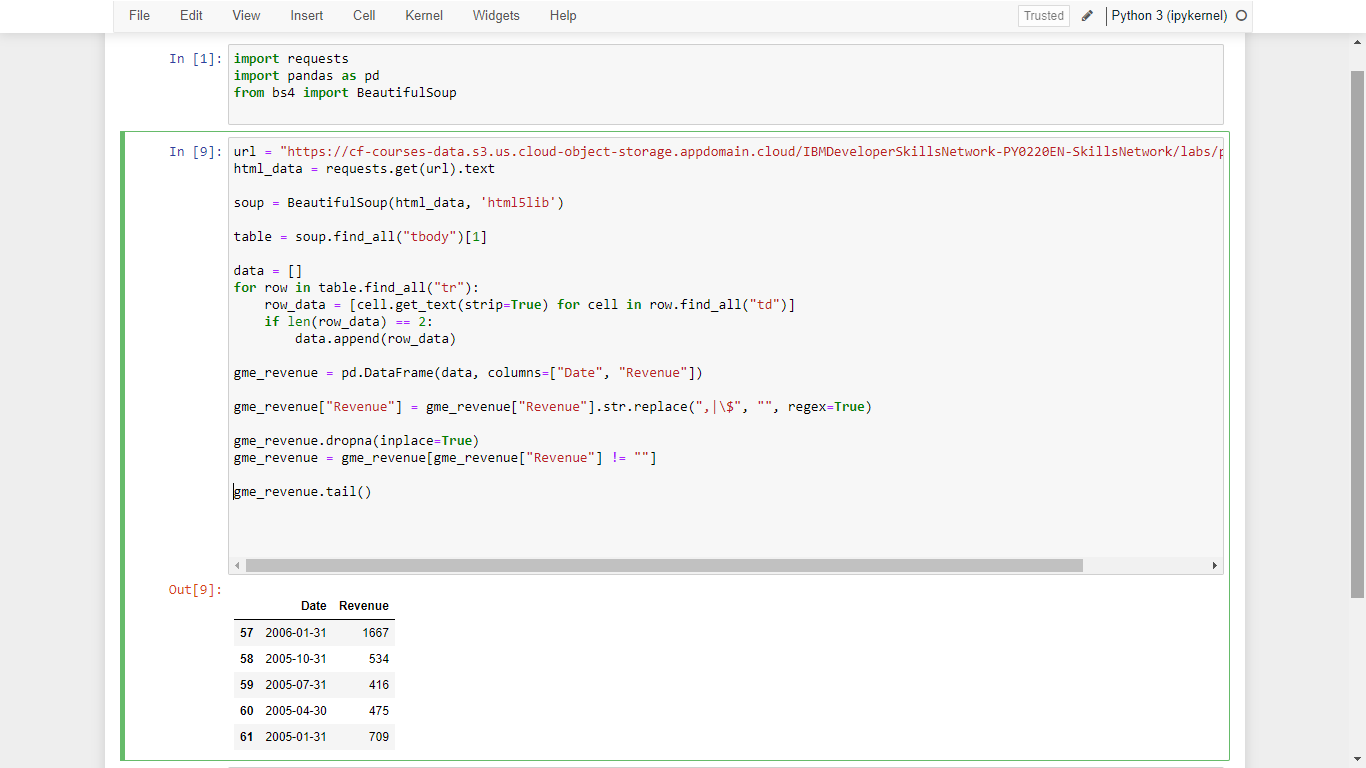 File Edit View Insert Cell Kernel Widgets Help Trusted Python 3 (ipykernel)
In [1]: import requests
import pandas as pd
from bs4 import BeautifulSoup
In [9]: url = "https://cf-courses-data.s3.us.cloud-object-storage.appdomain.cloud/IBMDeveloperSkillsNetwork-PY0220EN-SkillsNetwork/labs/p
html_data = requests.get(url).text
soup = BeautifulSoup(html_data, 'html5lib')
table = soup.find_all("tbody")[1]
data = []
for row in table.find_all("tr"):
    row_data = [cell.get_text(strip=True) for cell in row.find_all("td")]
    if len(row_data) == 2:
        data.append(row_data)
gme_revenue = pd.DataFrame(data, columns=["Date", "Revenue"])
gme_revenue["Revenue"] = gme_revenue["Revenue"].str.replace(",|\$", "", regex=True)
gme_revenue.dropna(inplace=True)
gme_revenue = gme_revenue[gme_revenue["Revenue"] != ""]
gme_revenue.tail()
Out[9]:
Date Revenue
57 2006-01-31 1667
58 2005-10-31 534
59 2005-07-31 416
60 2005-04-30 475
61 2005-01-31 709